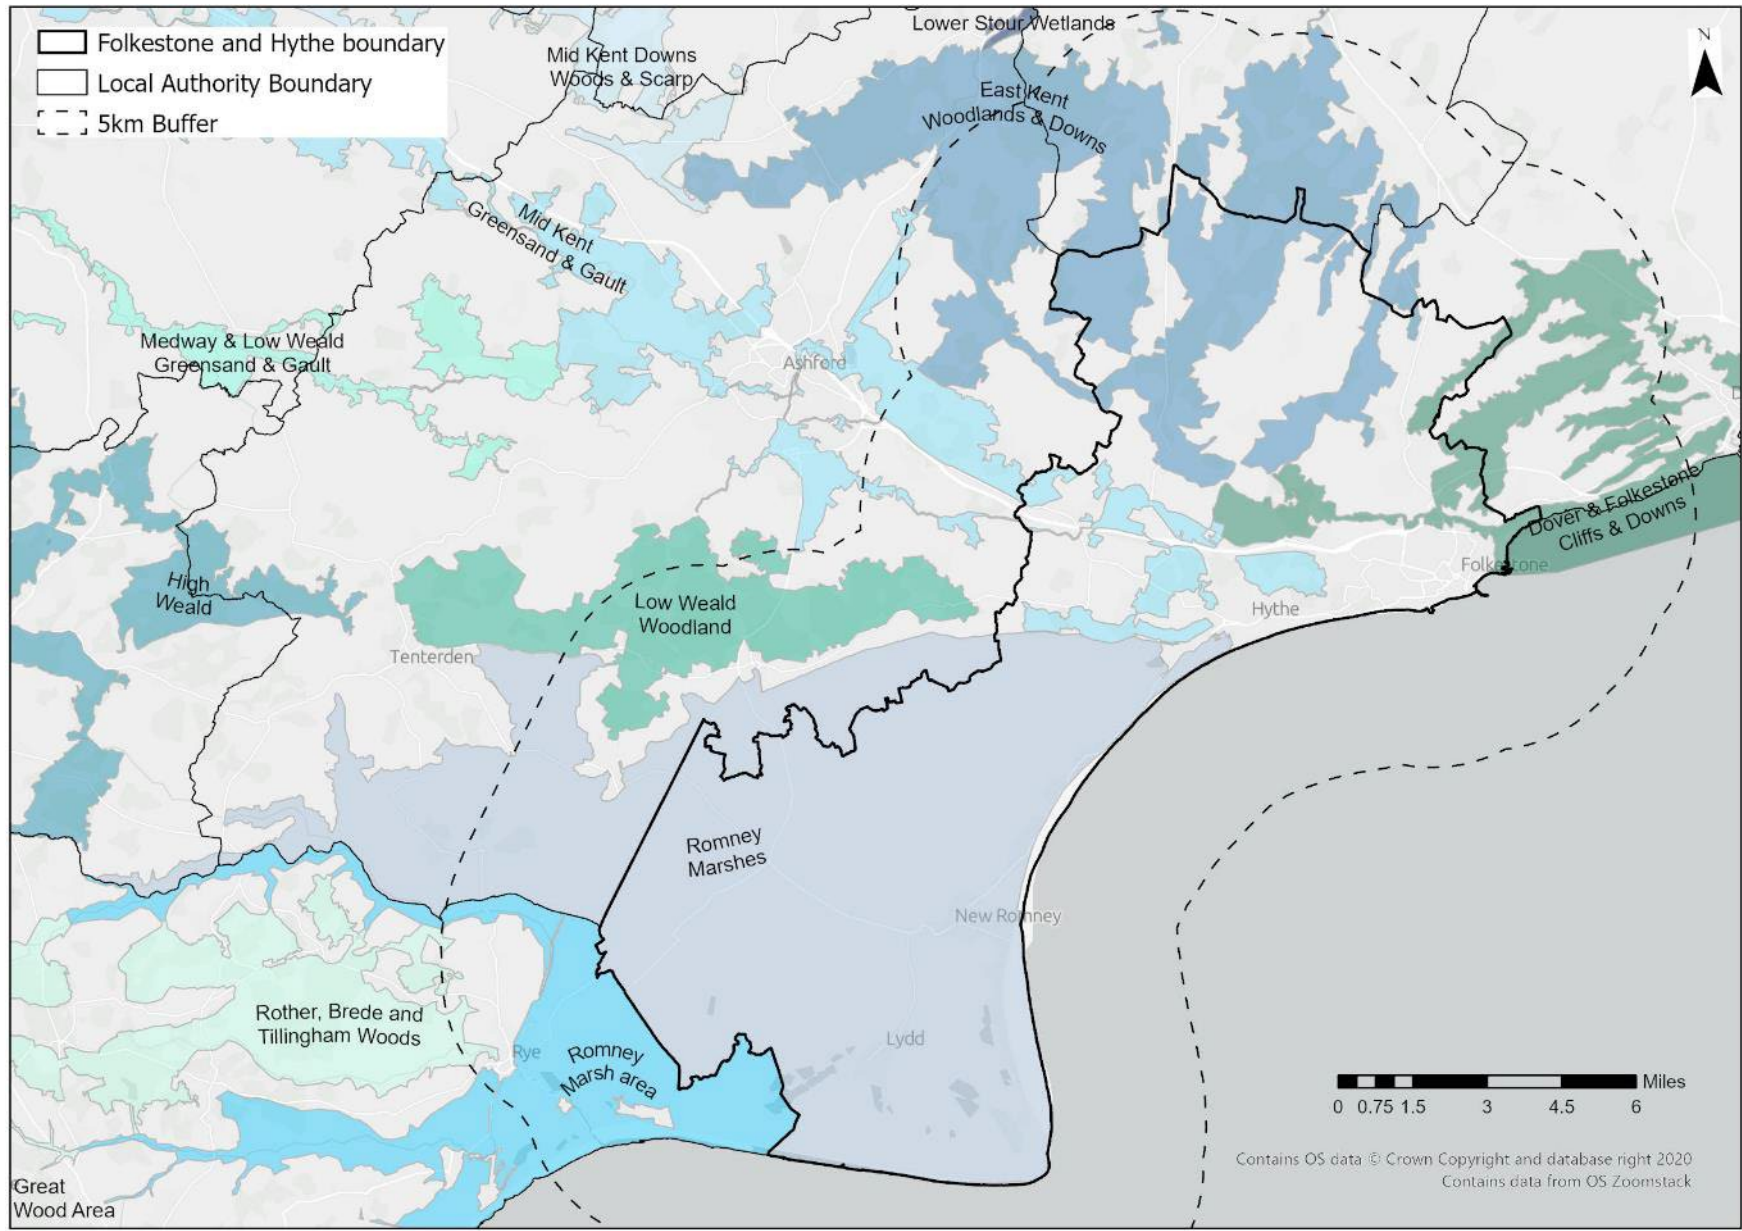 Folkestone and Hythe boundary
Local Authority Boundary
5km Buffer
Lower Stour Wetlands
Mid Kent Downs
Woods & Scarp
N
East Kent
Woodlands & Downs
Mid Kent
Greensand & Gault
Medway & Low Weald
Greensand & Gault
Ashford
D
Dover & Folkestone
Cliffs & Downs
Folkestone
High
Weald
Low Weald
Woodland
Hythe
Tenterden
Romney
Marshes
New Romney
Rother, Brede and
Tillingham Woods
Rye
Romney
Marsh area
Lydd
Miles
0 0.75 1.5 3 4.5 6
Contains OS data © Crown Copyright and database right 2020
Contains data from OS Zoomstack
Great
Wood Area